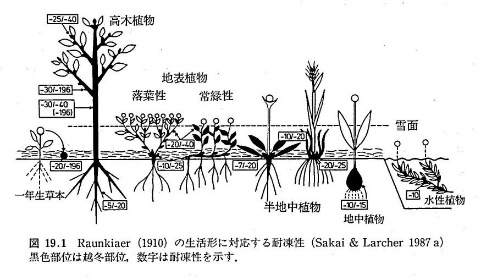 -25/-40
高木植物
-30/-196
-30/-40
(-196)
地表植物
落葉性
常緑性
-20/-40
-10/-20
雪面
-20/-196
-10/-25
-7/-20
-20/-25
-10
一年生草本
-5/-20
半地中植物
-10/-15
地中植物
水性植物
図 19.1 Raunkiaer (1910) の生活形に対応する耐凍性 (Sakai & Larcher 1987 a)
黒色部位は越冬部位,数字は耐凍性を示す.